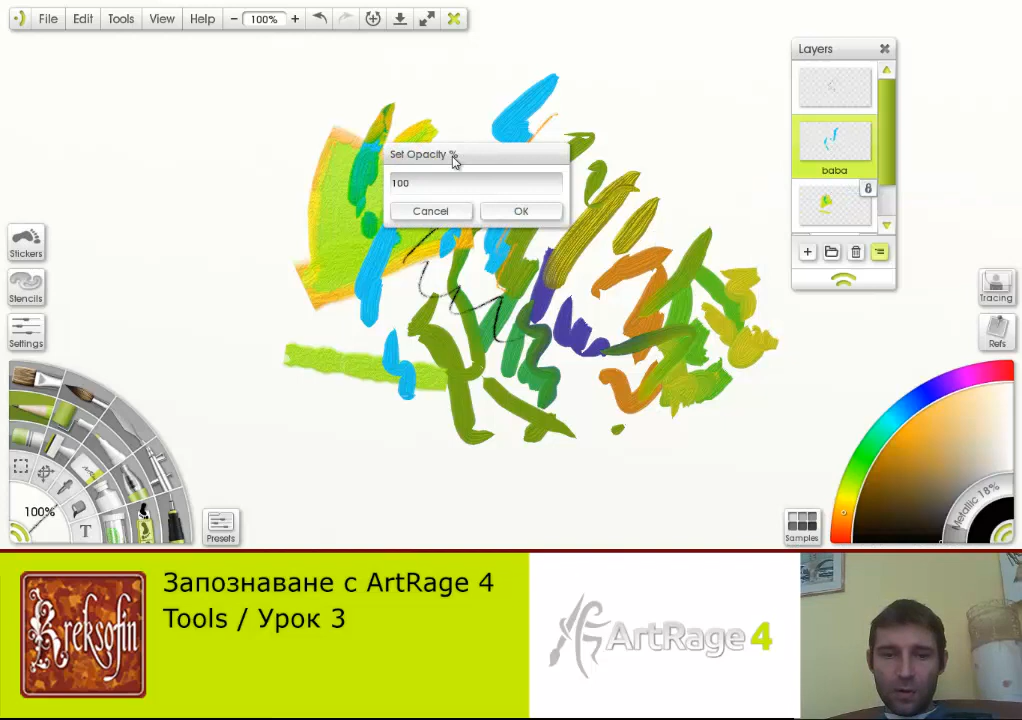 File Edit Tools View Help 100%
Layers
Set Opacity %
100
Cancel OK
baba
Stickers
Stencils
Settings
Tracing
Refs
100%
T
Presets
Samples
Metallic 18%
Запознаване с ArtRage 4
Tools / Урок 3
Kreksofin
ArtRage 4